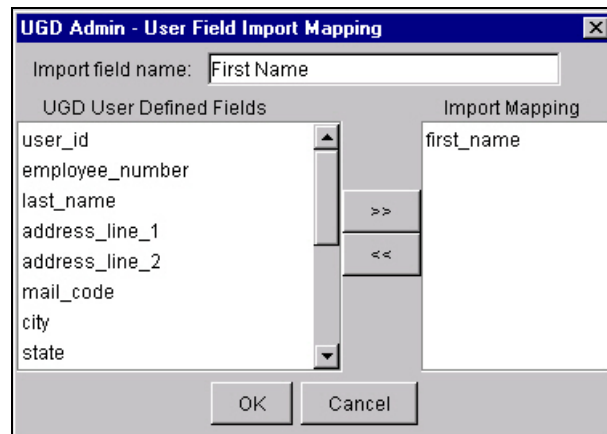 UGD Admin - User Field Import Mapping
Import field name: First Name
UGD User Defined Fields
Import Mapping
user_id
employee_number
last_name
address_line_1
address_line_2
mail_code
city
state
first_name
>>
<<
OK
Cancel